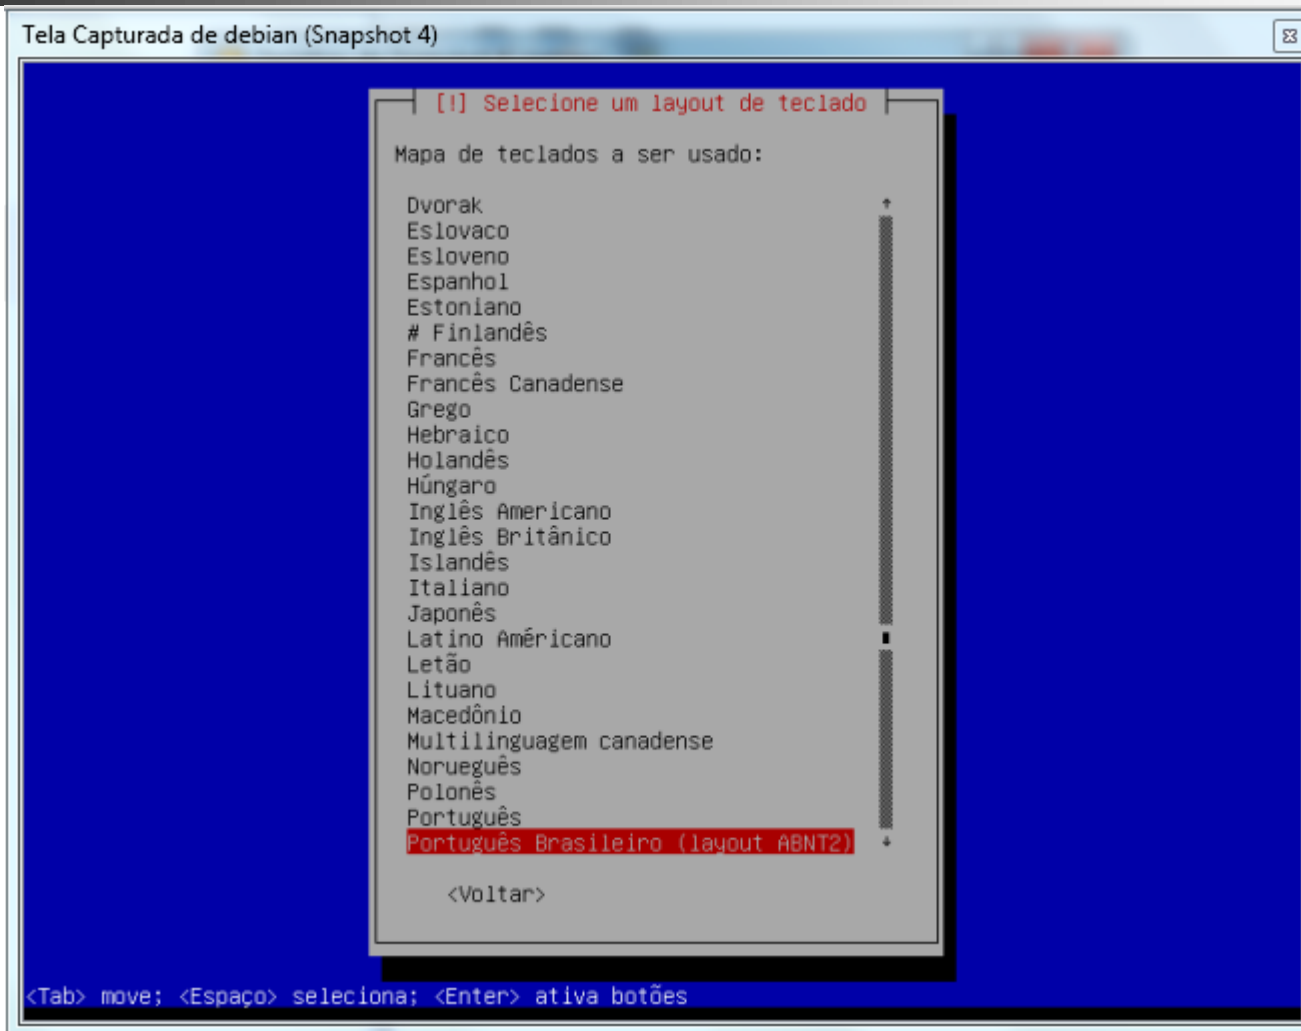 Tela Capturada de debian (Snapshot 4)
[!] Selecione um layout de teclado
Mapa de teclados a ser usado:
Dvorak
Eslovaco
Esloveno
Espanhol
Estoniano
# Finlandês
Francês
Francês Canadense
Grego
Hebraico
Holandês
Húngaro
Inglês Americano
Inglês Britânico
Islandês
Italiano
Japonês
Latino Américano
Letão
Lituano
Macedônio
Multilinguagem canadense
Norueguês
Polonês
Português
Português Brasileiro (layout ABNT2)
<Voltar>
<Tab> move; <Espaço> seleciona; <Enter> ativa botões